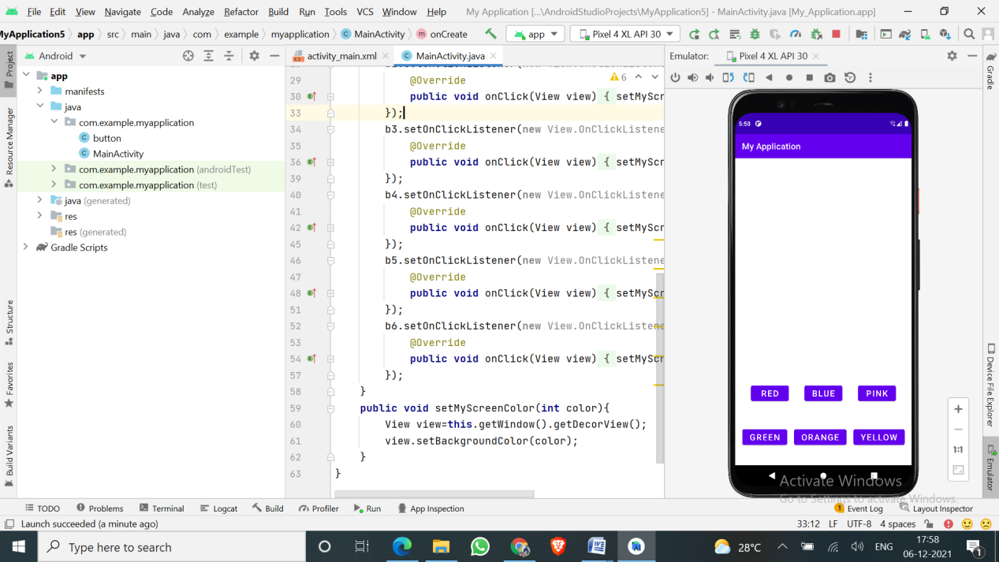 File Edit View Navigate Code Analyze Refactor Build Run Tools VCS Window Help My Application [...\AndroidStudioProjects\MyApplication5] - MainActivity.java [My_Application.app]
MyApplication5 app src main java com example myapplication C MainActivity m onCreate app Pixel 4 XL API 30
Android activity_main.xml C MainActivity.java Emulator: Pixel 4 XL API 30
Project
Resource Manager
Structure
Favorites
Build Variants
app
manifests
java
com.example.myapplication
C button
C MainActivity
com.example.myapplication (androidTest)
com.example.myapplication (test)
java (generated)
res
res (generated)
Gradle Scripts
6
29 @Override
30 public void onClick(View view) { setMyScr
33 });
34 b3.setOnClickListener(new View.OnClickListene
35 @Override
36 public void onClick(View view) { setMyScr
39 });
40 b4.setOnClickListener(new View.OnClickListene
41 @Override
42 public void onClick(View view) { setMyScr
45 });
46 b5.setOnClickListener(new View.OnClickListene
47 @Override
48 public void onClick(View view) { setMyScr
51 });
52 b6.setOnClickListener(new View.OnClickListene
53 @Override
54 public void onClick(View view) { setMyScr
57 });
58 }
59 public void setMyScreenColor(int color){
60 View view=this.getWindow().getDecorView();
61 view.setBackgroundColor(color);
62 }
63 }
5:58
My Application
RED BLUE PINK
GREEN ORANGE YELLOW
1:1
Activate Windows
Go to Settings to activate Windows.
Gradle
Device File Explorer
Emulator
TODO Problems Terminal Logcat Build Profiler Run App Inspection 1 Event Log Layout Inspector
Launch succeeded (a minute ago) 33:12 LF UTF-8 4 spaces
Type here to search 28°C ENG 17:58
06-12-2021
1